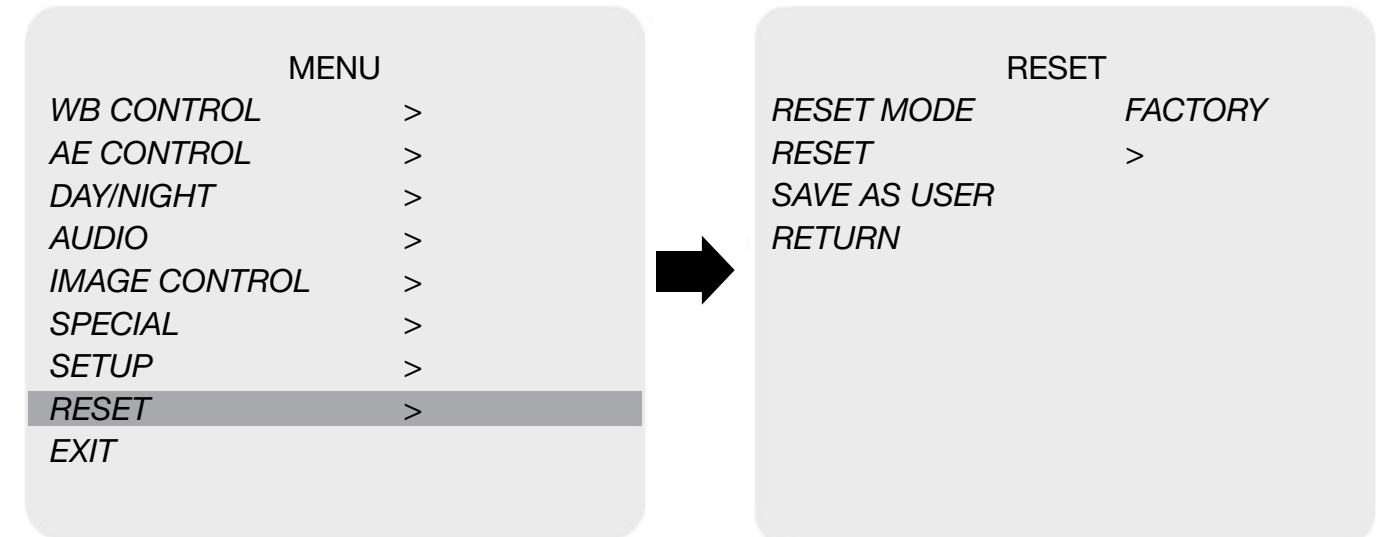 MENU
WB CONTROL >
AE CONTROL >
DAY/NIGHT >
AUDIO >
IMAGE CONTROL >
SPECIAL >
SETUP >
RESET >
EXIT
RESET
RESET MODE FACTORY
RESET >
SAVE AS USER
RETURN